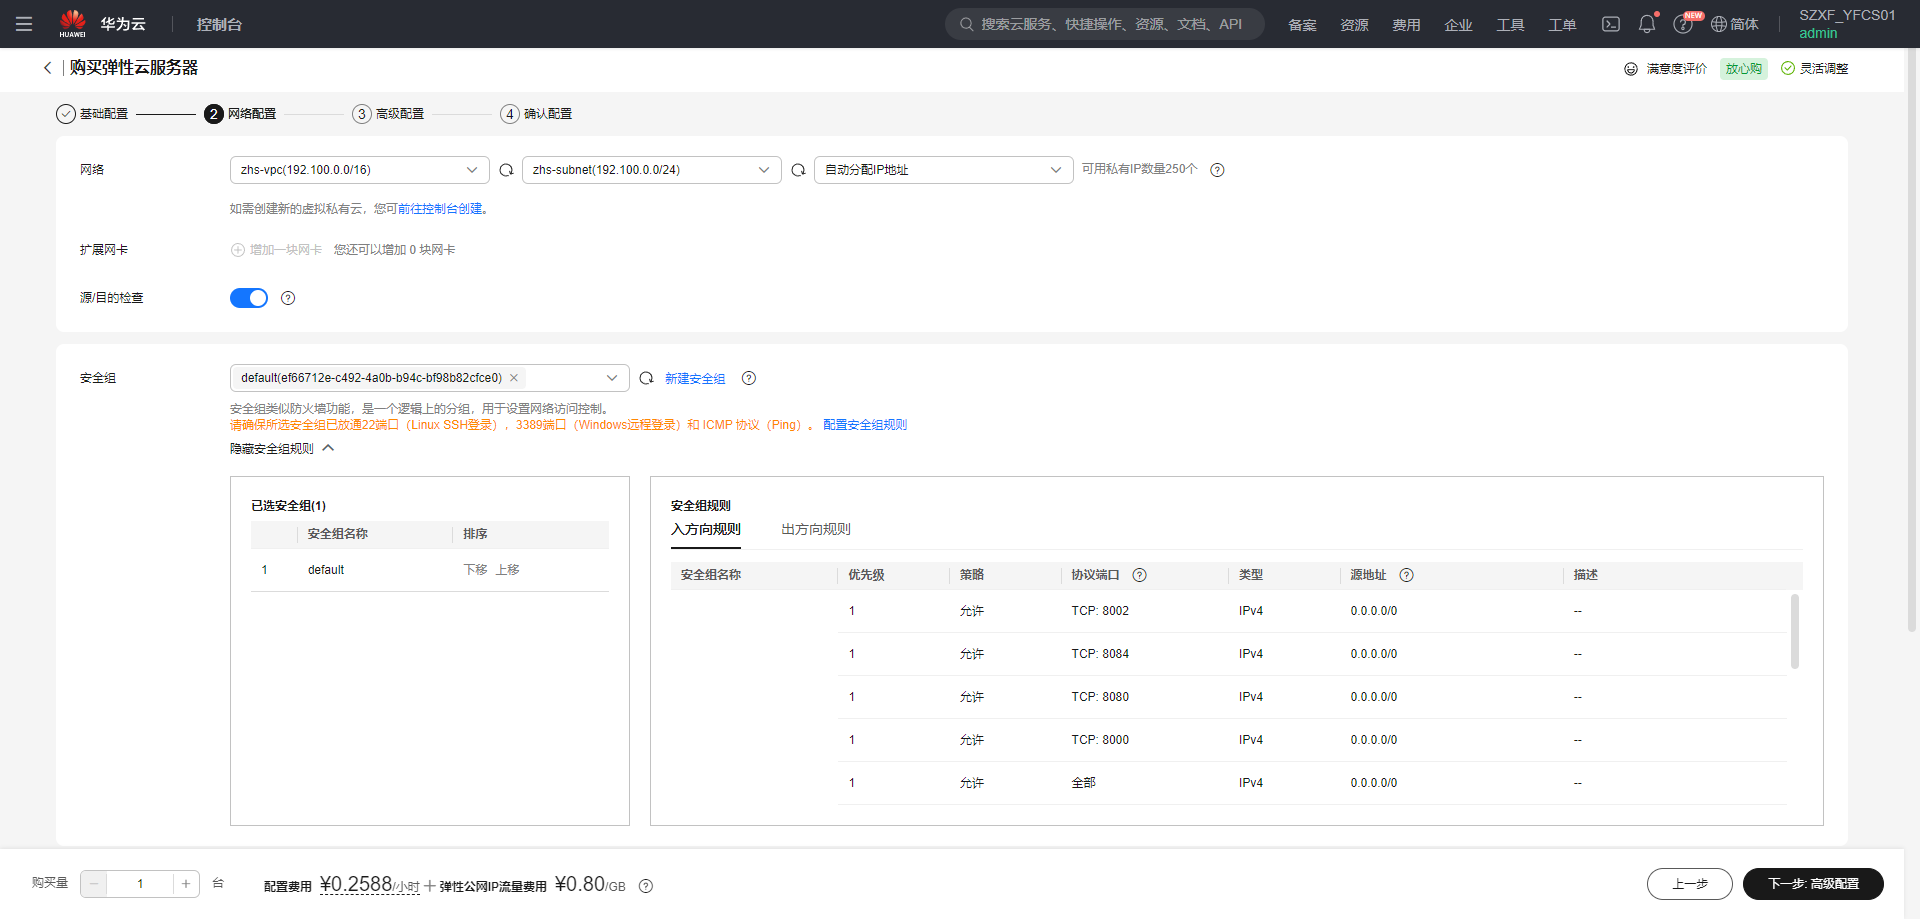 HUAWEI
华为云
控制台
搜索云服务、快捷操作、资源、文档、API
备案
资源
费用
企业
工具
工单
NEW
简体
SZXF_YFCS01
admin
购买弹性云服务器
满意度评价
放心购
灵活调整
基础配置
2 网络配置
3 高级配置
4 确认配置
网络
zhs-vpc(192.100.0.0/16)
zhs-subnet(192.100.0.0/24)
自动分配IP地址
可用私有IP数量250个
如需创建新的虚拟私有云，您可前往控制台创建。
扩展网卡
增加一块网卡
您还可以增加 0 块网卡
源/目的检查
安全组
default(ef66712e-c492-4a0b-b94c-bf98b82cfce0)
新建安全组
安全组类似防火墙功能，是一个逻辑上的分组，用于设置网络访问控制。
请确保所选安全组已放通22端口（Linux SSH登录），3389端口（Windows远程登录）和 ICMP 协议（Ping）。 配置安全组规则
隐藏安全组规则
已选安全组(1)
安全组名称 排序
1 default 下移 上移
安全组规则
入方向规则 出方向规则
安全组名称 优先级 策略 协议端口 类型 源地址 描述
1 允许 TCP: 8002 IPv4 0.0.0.0/0 --
1 允许 TCP: 8084 IPv4 0.0.0.0/0 --
1 允许 TCP: 8080 IPv4 0.0.0.0/0 --
1 允许 TCP: 8000 IPv4 0.0.0.0/0 --
1 允许 全部 IPv4 0.0.0.0/0 --
购买量
1
台
配置费用 ¥0.2588/小时 + 弹性公网IP流量费用 ¥0.80/GB
上一步
下一步: 高级配置